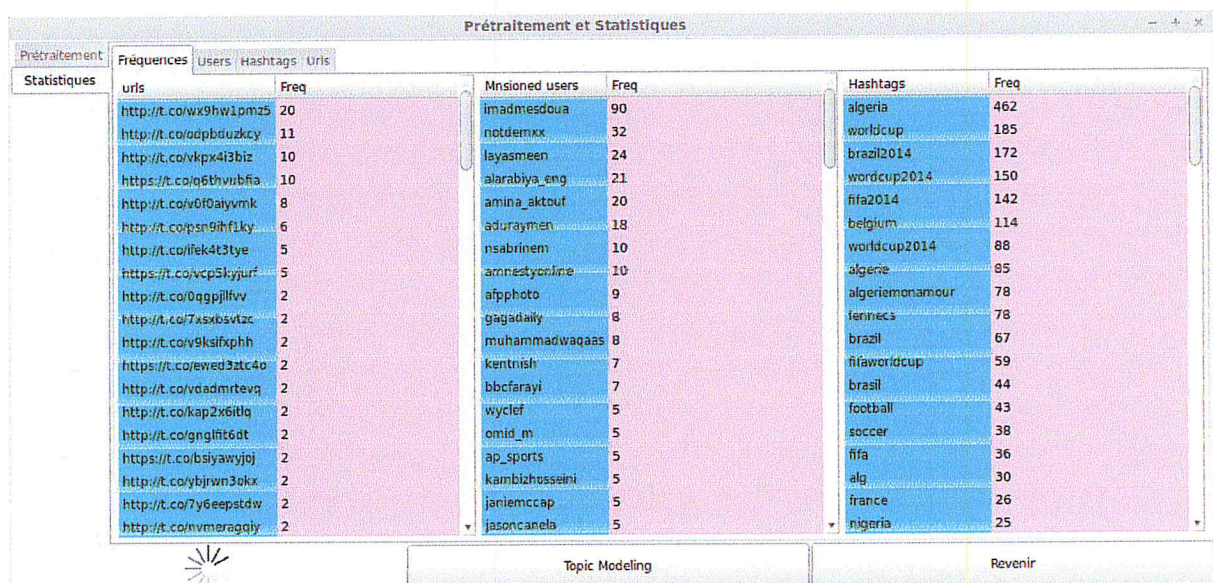 Prétraitement et Statistiques
Prétraitement
Statistiques
Fréquences Users Hashtags Urls
urls Freq
http://t.co/wx9hw1pmz5 20
http://t.co/odpbduzkcy 11
http://t.co/vkpx4i3biz 10
https://t.co/q6thvubfia 10
http://t.co/v0f0aiyvmk 8
http://t.co/psn9ihf1ky 6
http://t.co/ifek4t3tye 5
https://t.co/vcp5kyjurf 5
http://t.co/0qgpjllfvv 2
http://t.co/7xsxbsvtzc 2
http://t.co/v9ksifxphh 2
https://t.co/ewed3ztc4o 2
http://t.co/vdadmrtevq 2
http://t.co/kap2x6itlq 2
http://t.co/gnglfit6dt 2
https://t.co/bsiyawyjoj 2
http://t.co/ybjrwn3okx 2
http://t.co/7y6eepstdw 2
http://t.co/nvmeragqiy 2
Mnsioned users Freq
imadmesdoua 90
notdemxx 32
layasmeen 24
alarabiya_eng 21
amina_aktouf 20
aduraymen 18
nsabrinem 10
amnestyonline 10
afpphoto 9
gagadaily 8
muhammadwaqaas 8
kentnish 7
bbcfarayi 7
wyclef 5
omid_m 5
ap_sports 5
kambizhosseini 5
janiemccap 5
jasoncanela 5
Hashtags Freq
algeria 462
worldcup 185
brazil2014 172
wordcup2014 150
fifa2014 142
belgium 114
worldcup2014 88
algerie 85
algeriemonamour 78
fennecs 78
brazil 67
fifaworldcup 59
brasil 44
football 43
soccer 38
fifa 36
alg 30
france 26
nigeria 25
Topic Modeling
Revenir